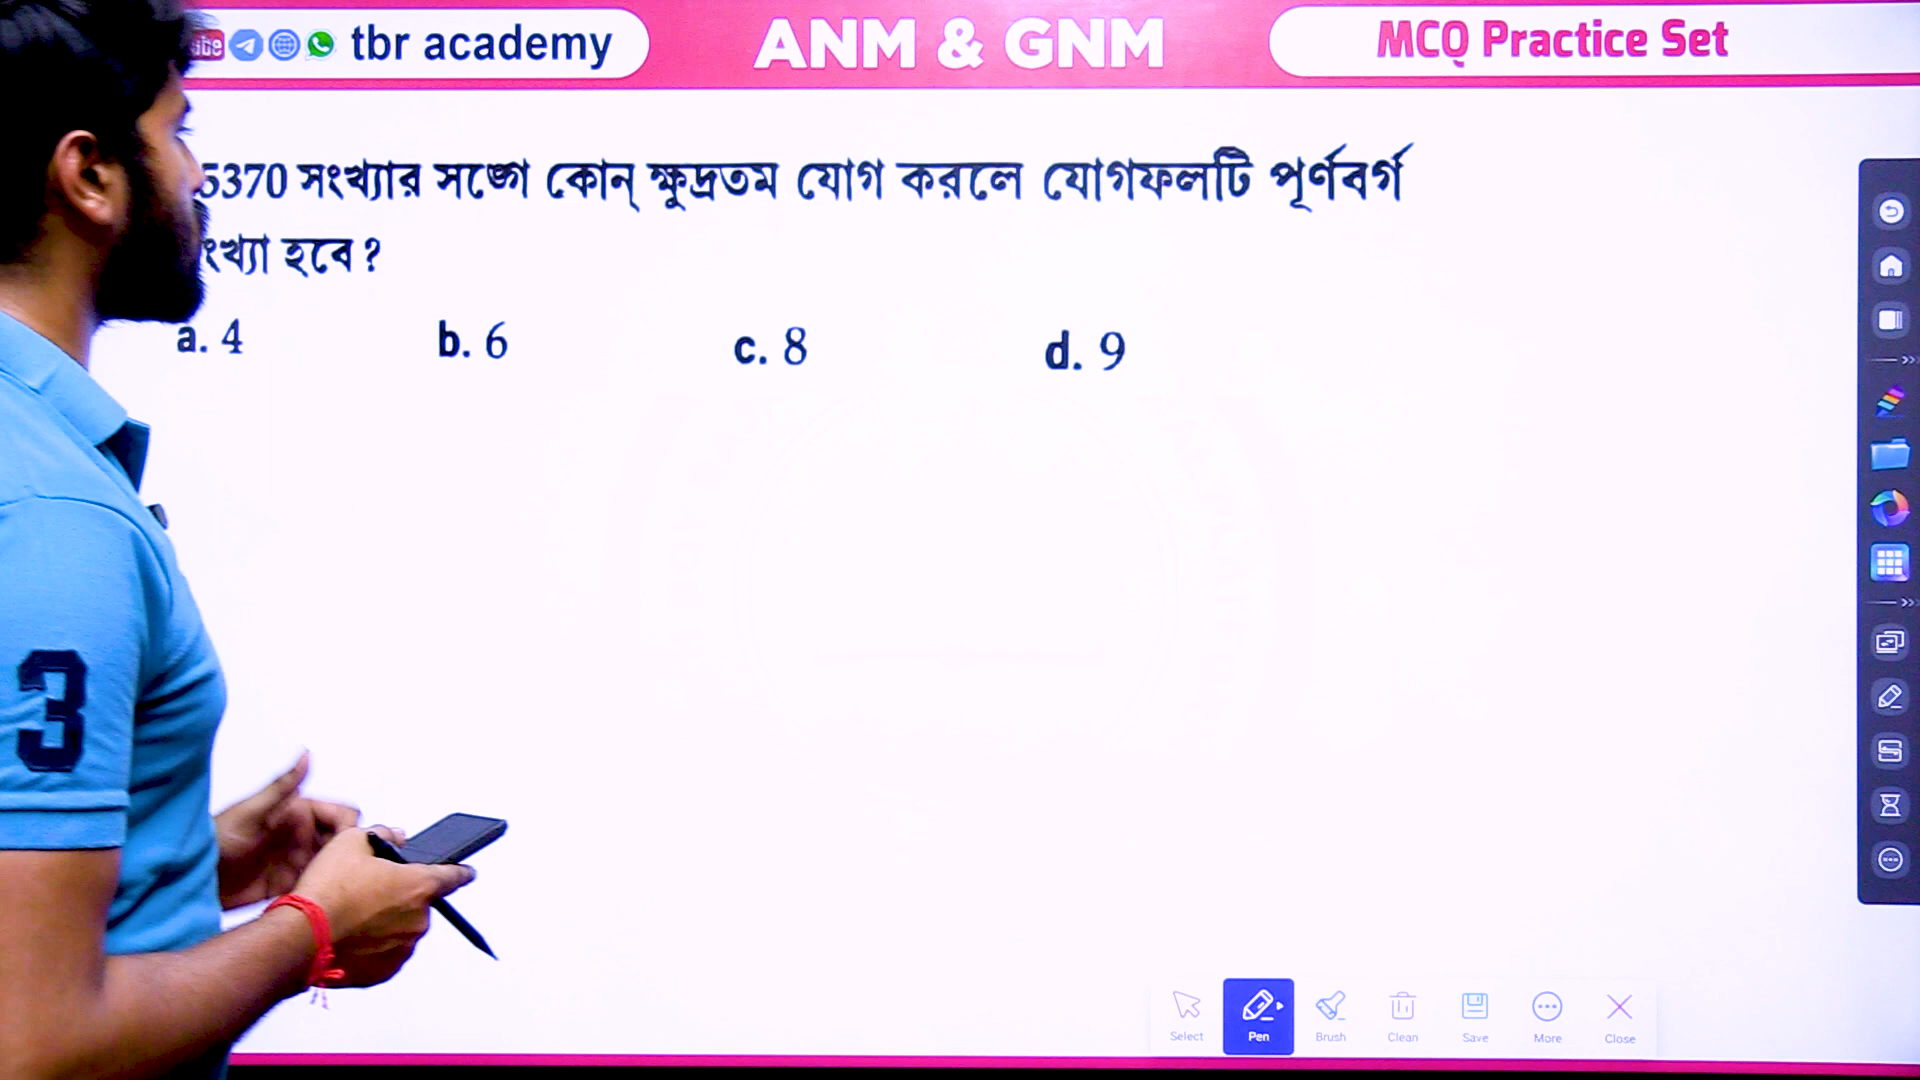 tbr academy
ANM & GNM
MCQ Practice Set
5370 সংখ্যার সঙ্গে কোন্ ক্ষুদ্রতম যোগ করলে যোগফলটি পূর্ণবর্গ
হবে ?
a. 4 b. 6 c. 8 d. 9
3
Select Pen Brush Clean Save More Close